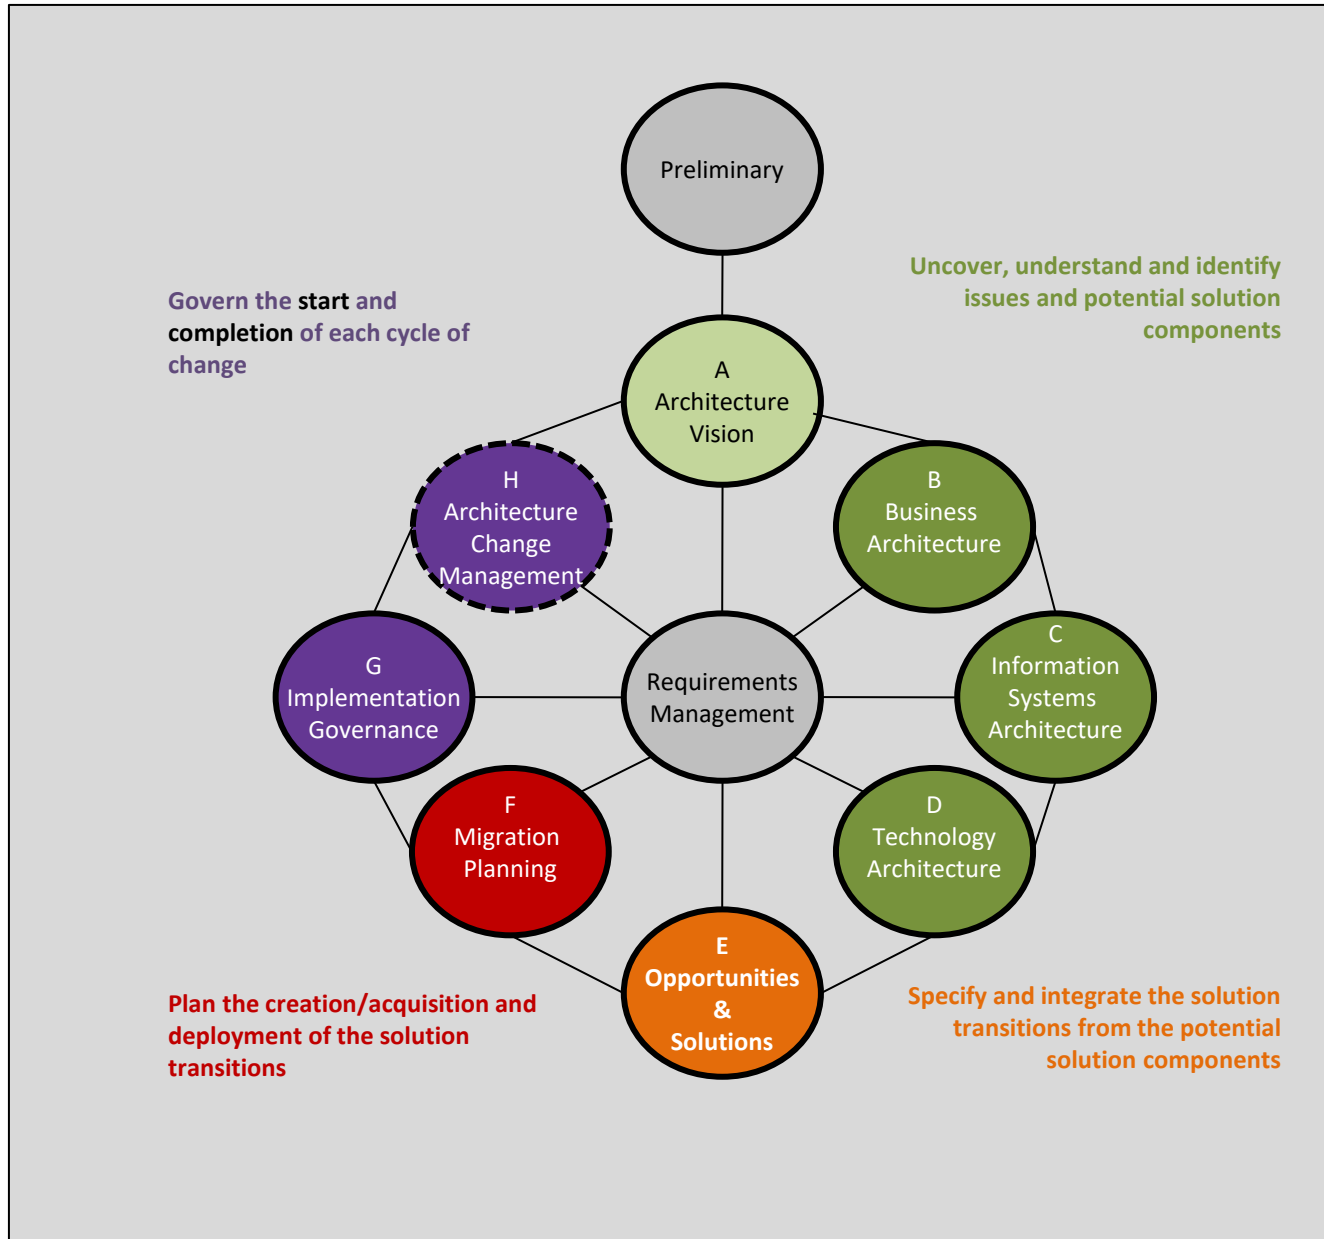 Preliminary
Uncover, understand and identify
issues and potential solution
components
Govern the start and
completion of each cycle of
change
A
Architecture
Vision
H
Architecture
Change
Management
B
Business
Architecture
G
Implementation
Governance
Requirements
Management
C
Information
Systems
Architecture
F
Migration
Planning
D
Technology
Architecture
E
Opportunities
&
Solutions
Plan the creation/acquisition and
deployment of the solution
transitions
Specify and integrate the solution
transitions from the potential
solution components